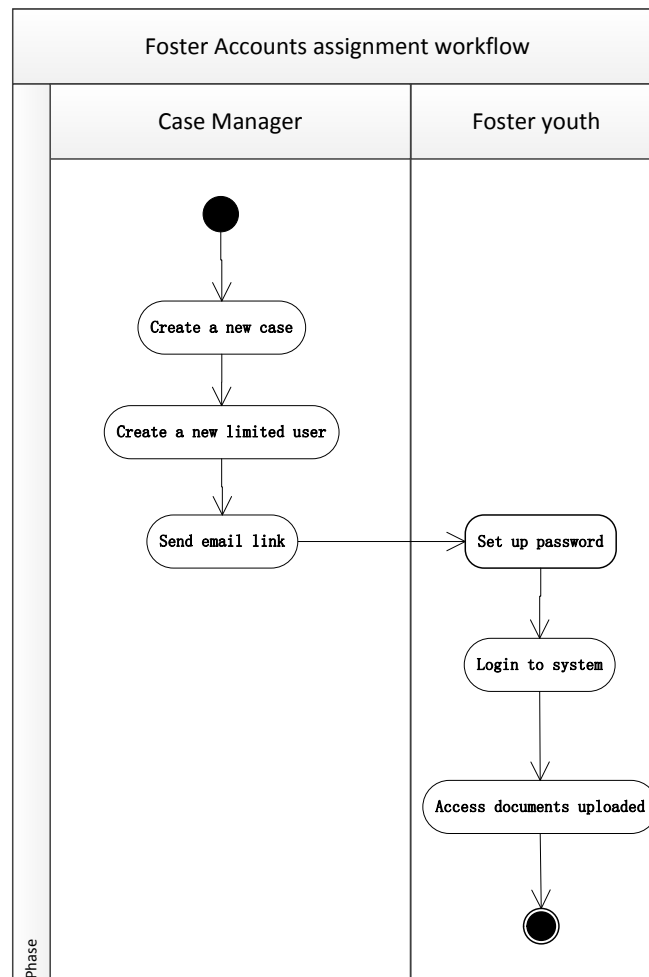 Foster Accounts assignment workflow
Case Manager
Foster youth
Create a new case
Create a new limited user
Send email link
Set up password
Login to system
Access documents uploaded
Phase